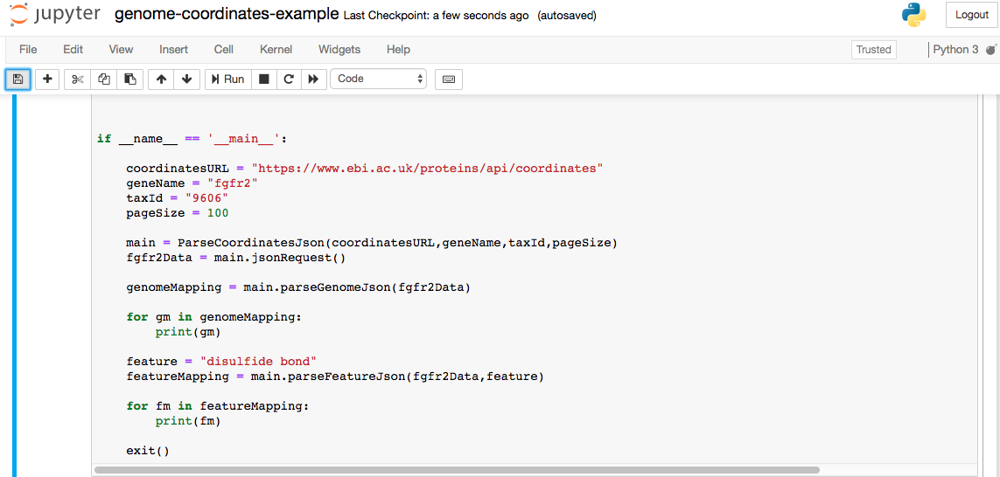 jupyter genome-coordinates-example Last Checkpoint: a few seconds ago (autosaved) Logout
File Edit View Insert Cell Kernel Widgets Help Trusted Python 3
Run Code
if __name__ == '__main__':
coordinatesURL = "https://www.ebi.ac.uk/proteins/api/coordinates"
geneName = "fgfr2"
taxId = "9606"
pageSize = 100
main = ParseCoordinatesJson(coordinatesURL,geneName,taxId,pageSize)
fgfr2Data = main.jsonRequest()
genomeMapping = main.parseGenomeJson(fgfr2Data)
for gm in genomeMapping:
print(gm)
feature = "disulfide bond"
featureMapping = main.parseFeatureJson(fgfr2Data,feature)
for fm in featureMapping:
print(fm)
exit()